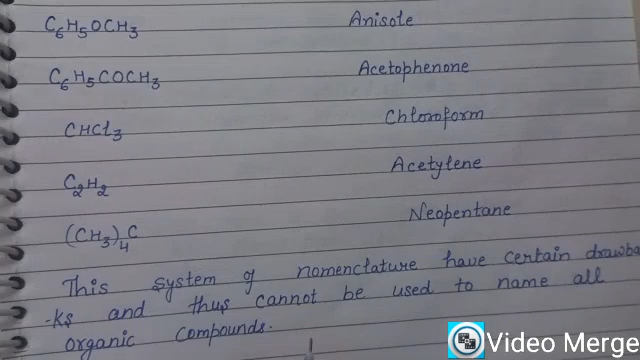 C6H5OCH3 Anisole
C6H5COCH3 Acetophenone
CHCl3 Chloroform
C2H2 Acetylene
(CH3)4C Neopentane
This system of nomenclature have certain drawba
-ks and thus cannot be used to name all
organic compounds.
Video Merge